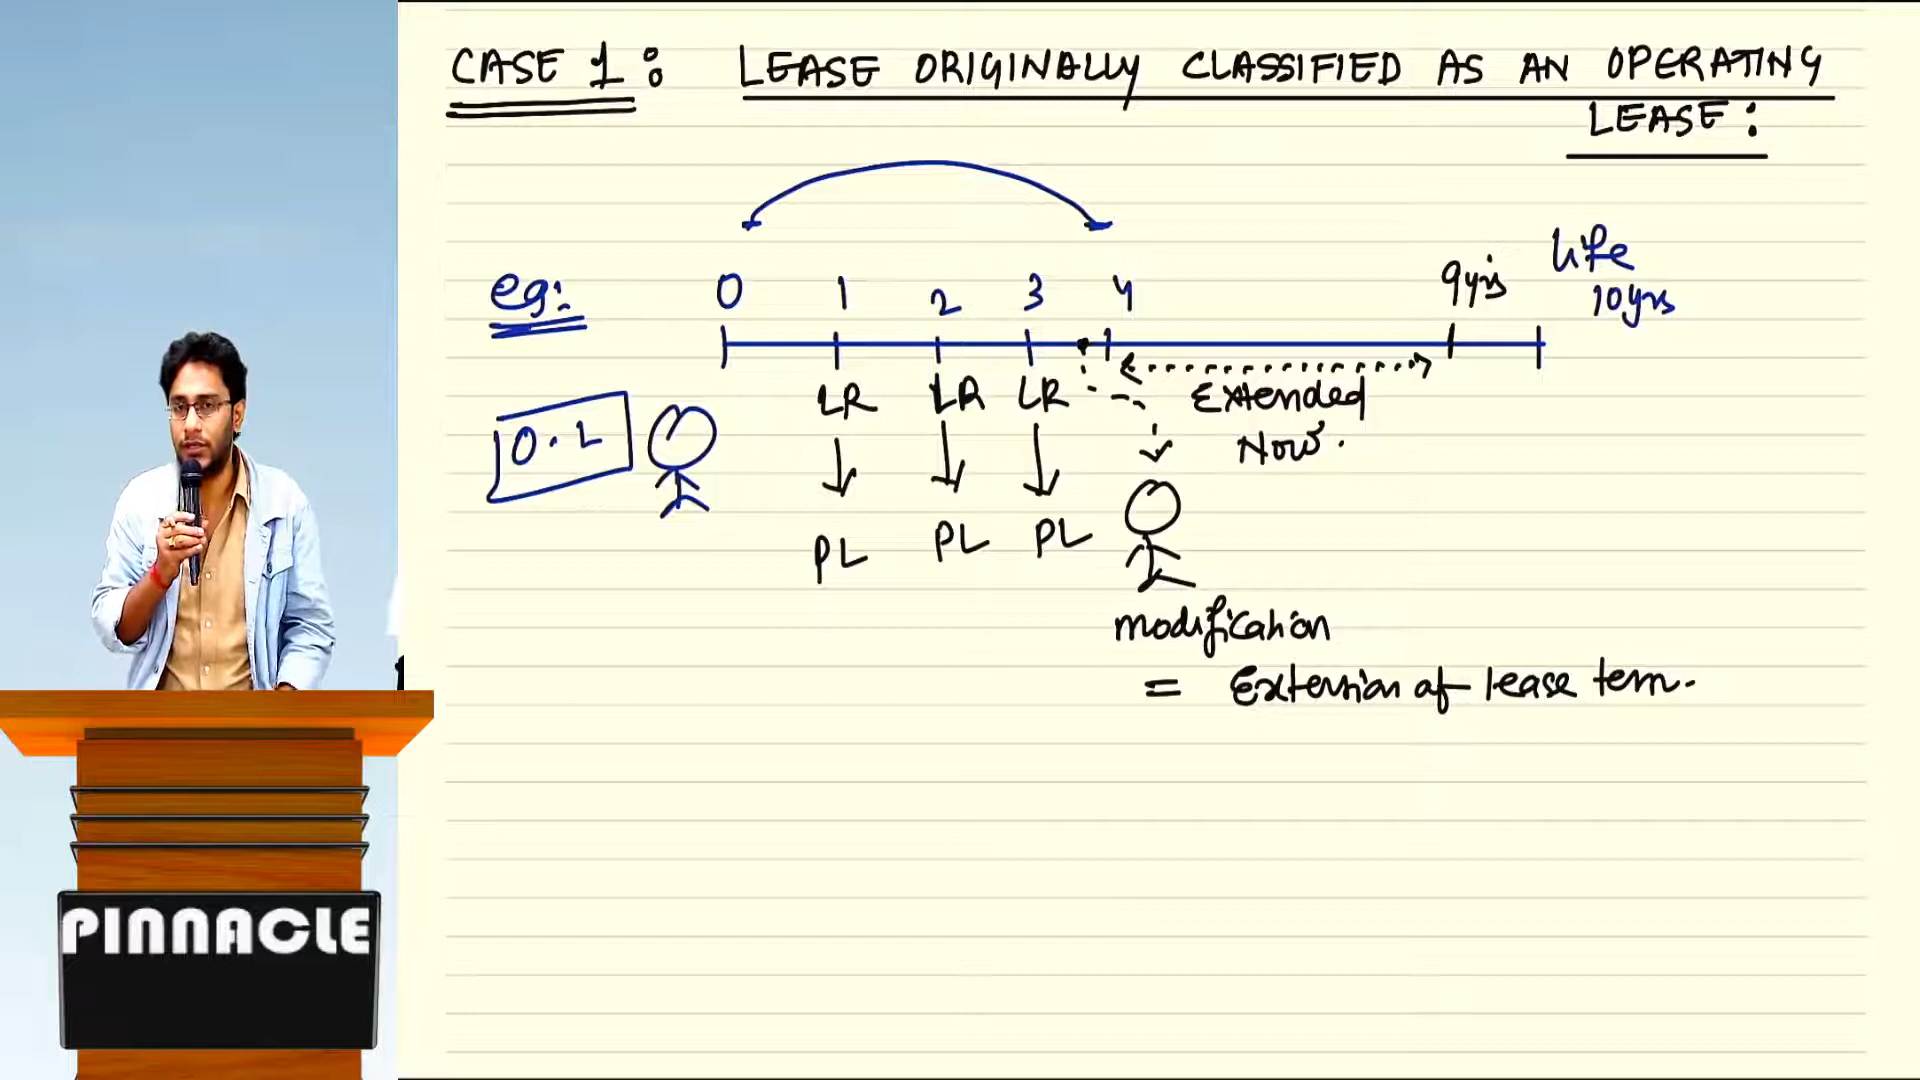 CASE 1 : LEASE ORIGINALLY CLASSIFIED AS AN OPERATING
LEASE :
eg: 0 1 2 3 4 9yrs life
10yrs
LR LR LR Extended
Now.
O.L
PL PL PL
modification
= Extension of lease term.
PINNACLE